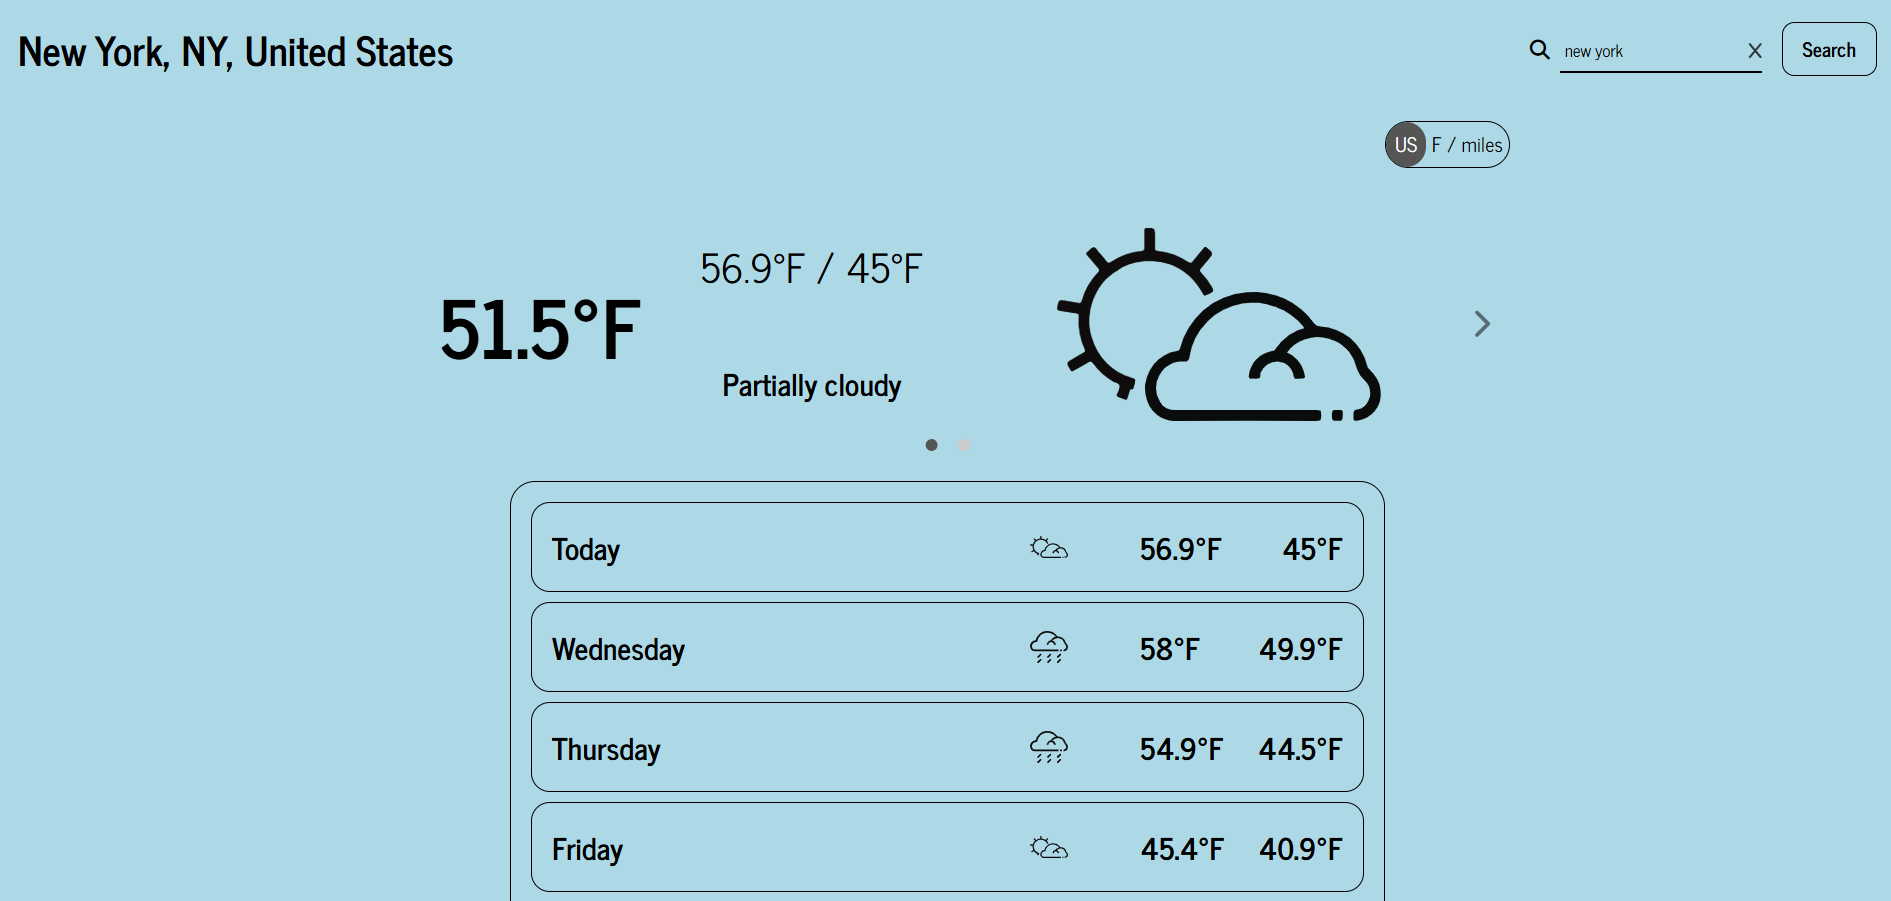 New York, NY, United States
new york
Search
US F / miles
56.9°F / 45°F
51.5°F
Partially cloudy
Today 56.9°F 45°F
Wednesday 58°F 49.9°F
Thursday 54.9°F 44.5°F
Friday 45.4°F 40.9°F